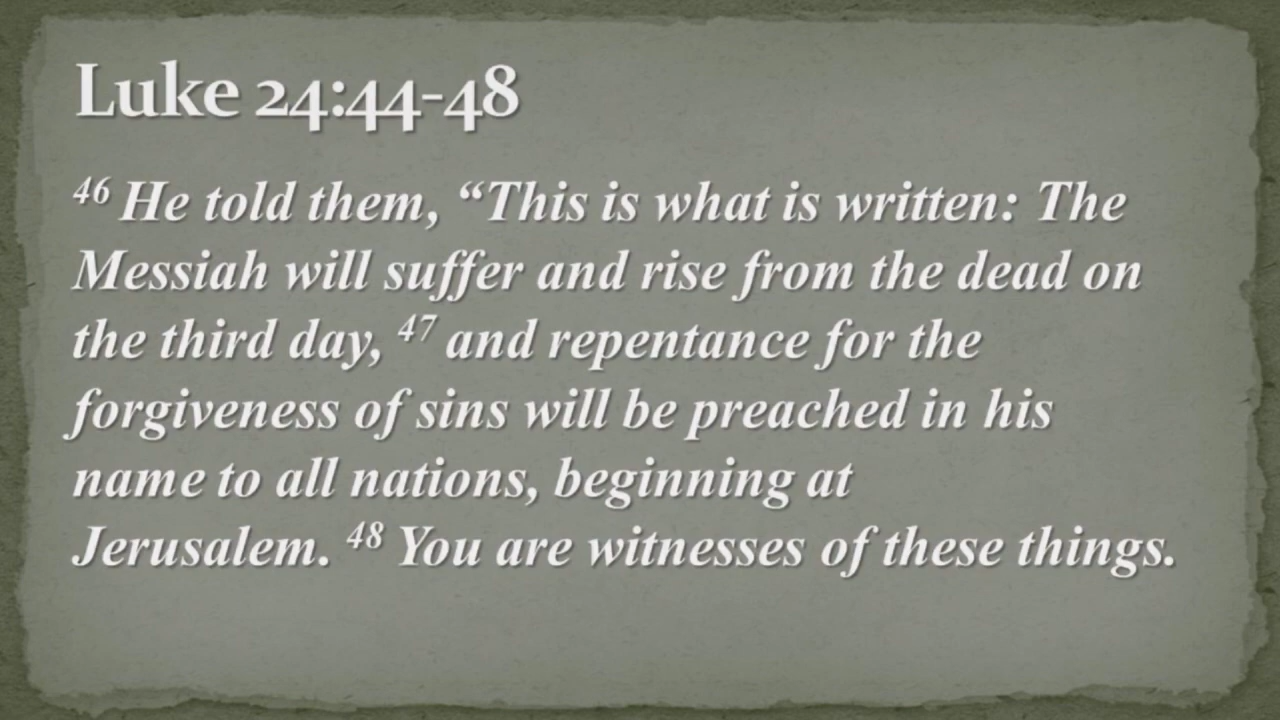 Luke 24:44-48
46 He told them, “This is what is written: The
Messiah will suffer and rise from the dead on
the third day, 47 and repentance for the
forgiveness of sins will be preached in his
name to all nations, beginning at
Jerusalem. 48 You are witnesses of these things.